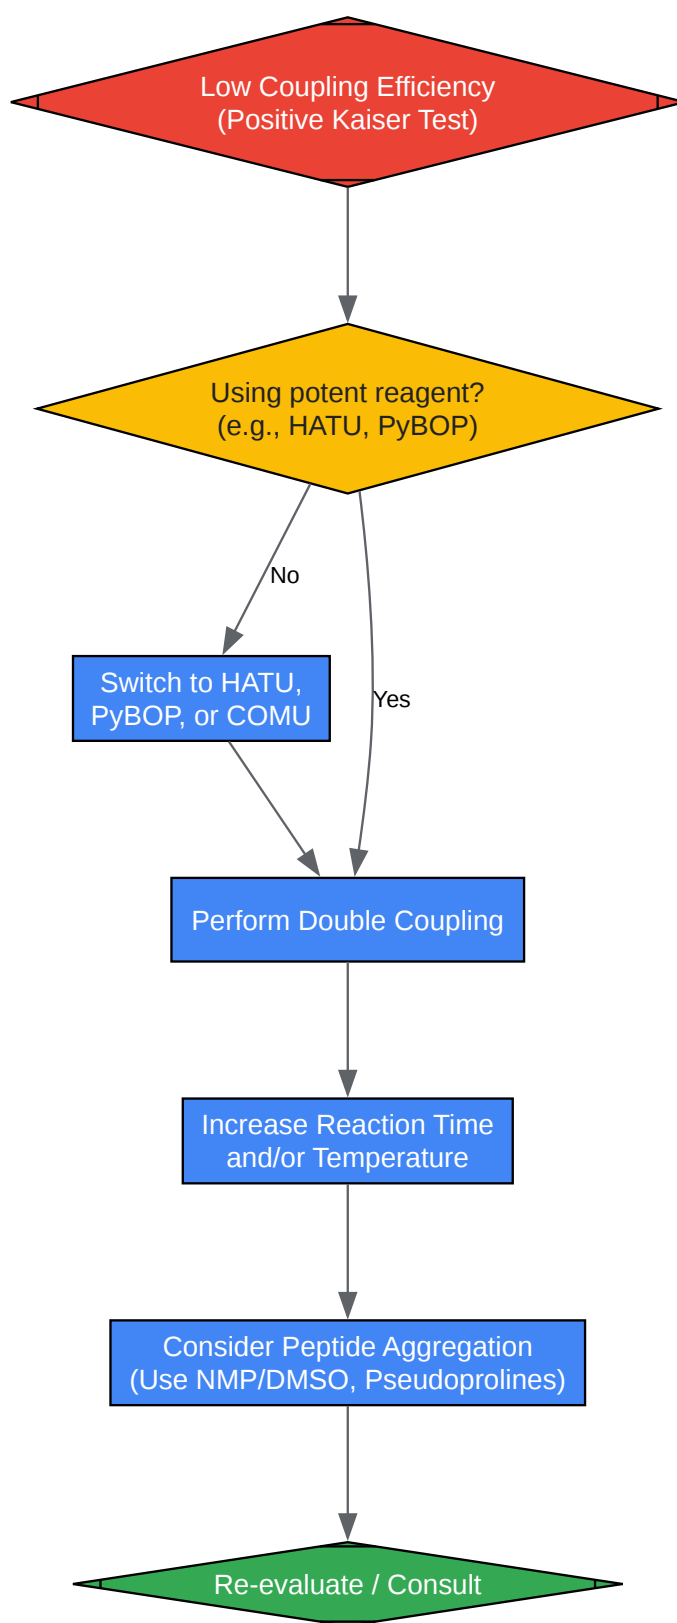 Low Coupling Efficiency
(Positive Kaiser Test)
Using potent reagent?
(e.g., HATU, PyBOP)
No
Switch to HATU,
PyBOP, or COMU
Yes
Perform Double Coupling
Increase Reaction Time
and/or Temperature
Consider Peptide Aggregation
(Use NMP/DMSO, Pseudoprolines)
Re-evaluate / Consult